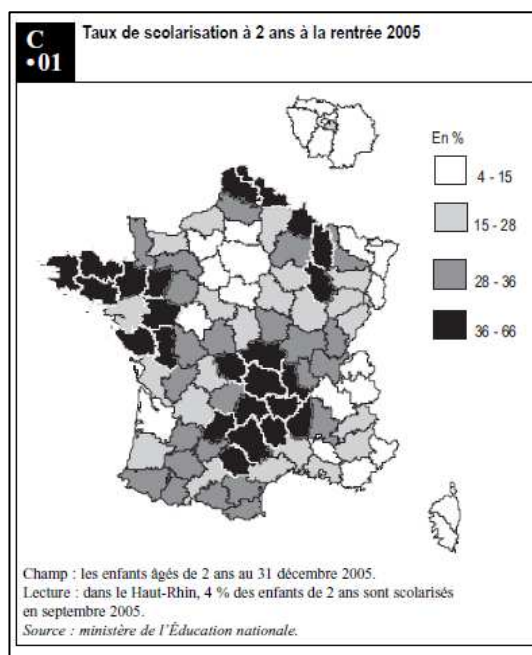 C
•01
Taux de scolarisation à 2 ans à la rentrée 2005
En %
4 - 15
15 - 28
28 - 36
36 - 66
Champ : les enfants âgés de 2 ans au 31 décembre 2005.
Lecture : dans le Haut-Rhin, 4 % des enfants de 2 ans sont scolarisés
en septembre 2005.
Source : ministère de l'Éducation nationale.